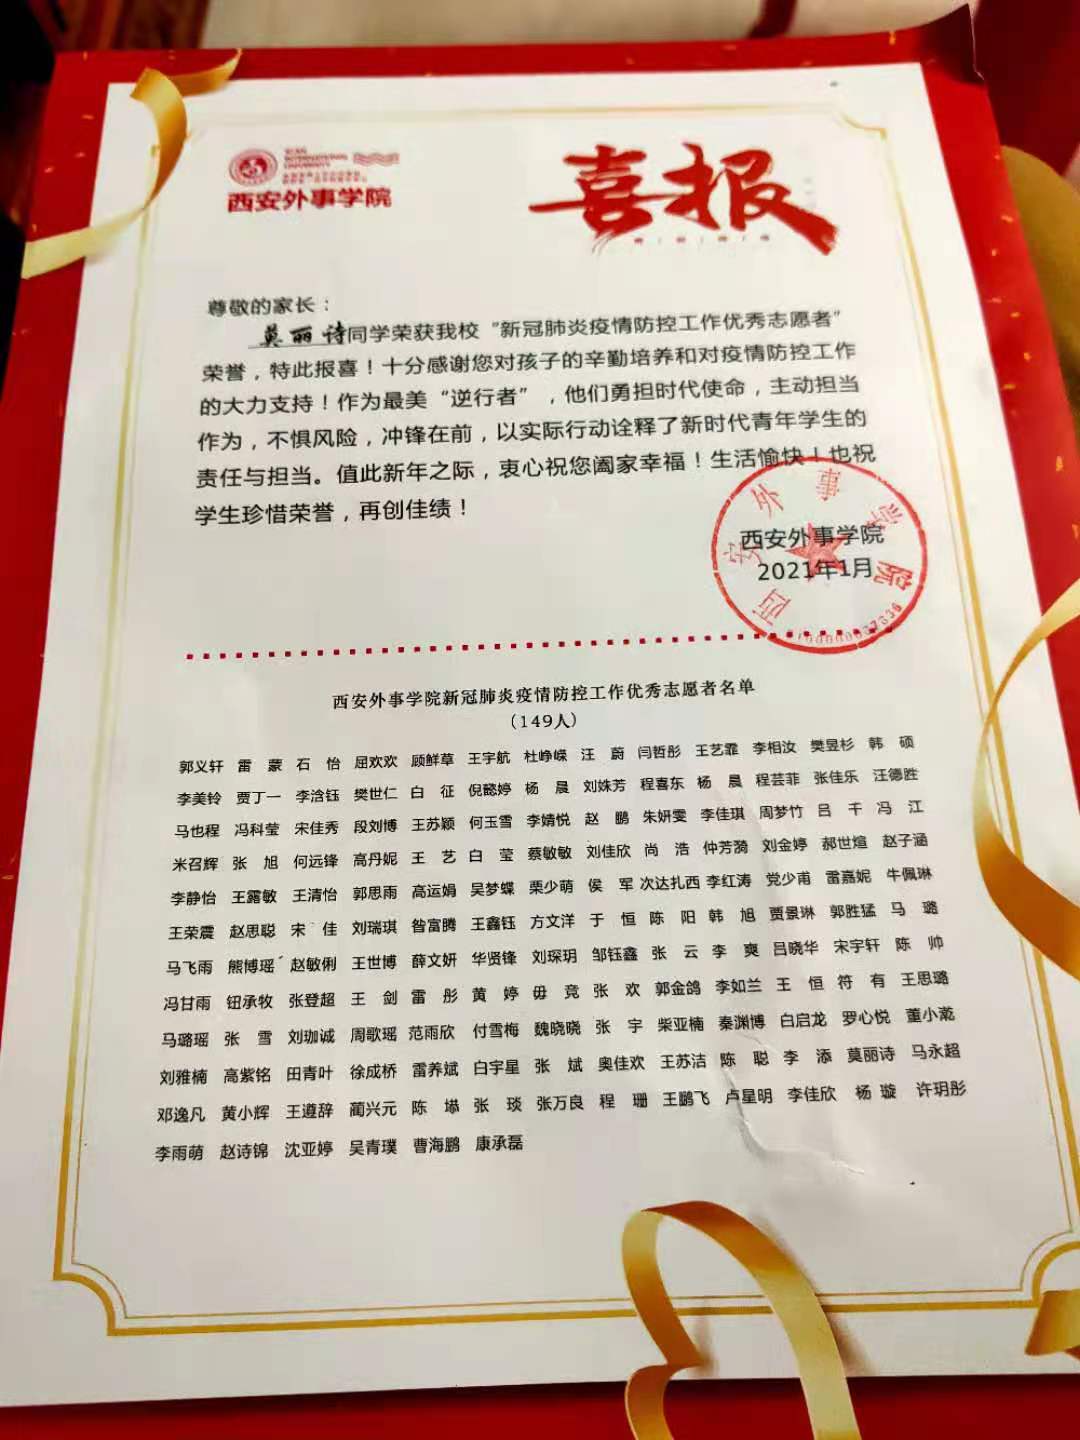 XI'AN
INTERNATIONAL
UNIVERSITY
西安外事学院
喜报
尊敬的家长：
莫丽诗同学荣获我校“新冠肺炎疫情防控工作优秀志愿者”
荣誉，特此报喜！十分感谢您对孩子的辛勤培养和对疫情防控工作
的大力支持！作为最美“逆行者”，他们勇担时代使命，主动担当
作为，不惧风险，冲锋在前，以实际行动诠释了新时代青年学生的
责任与担当。值此新年之际，衷心祝您阖家幸福！生活愉快！也祝
学生珍惜荣誉，再创佳绩！
西安外事学院
2021年1月
西安外事学院
西安外事学院新冠肺炎疫情防控工作优秀志愿者名单
（149人）
郭义轩 雷 蒙 石 怡 屈欢欢 顾鲜草 王宇航 杜峥嵘 汪 蔚 闫哲彤 王艺霏 李相汝 樊昱杉 韩 硕
李美铃 贾丁一 李浛钰 樊世仁 白 征 倪懿婷 杨 晨 刘姝芳 程喜东 杨 晨 程芸菲 张佳乐 汪德胜
马也程 冯科莹 宋佳秀 段刘博 王苏颖 何玉雪 李婧悦 赵 鹏 朱妍雯 李佳琪 周梦竹 吕 千 冯 江
米召辉 张 旭 何远锋 高丹妮 王 艺 白 莹 蔡敏敏 刘佳欣 尚 浩 仲芳漪 刘金婷 郝世煊 赵子涵
李静怡 王露敏 王清怡 郭思雨 高运娟 吴梦蝶 栗少萌 侯 军 次达扎西 李红涛 党少甫 雷嘉妮 牛佩琳
王荣震 赵思聪 宋 佳 刘瑞琪 昝富腾 王鑫钰 方文洋 于 恒 陈 阳 韩 旭 贾景琳 郭胜猛 马 璐
马飞雨 熊博瑶 赵敏俐 王世博 薛文妍 华贤锋 刘琛玥 邹钰鑫 张 云 李 爽 吕晓华 宋宇轩 陈 帅
冯甘雨 钮承牧 张登超 王 剑 雷 彤 黄 婷 毋 竞 张 欢 郭金鸽 李如兰 王 恒 符 有 王思璐
马璐瑶 张 雪 刘珈诚 周歌瑶 范雨欣 付雪梅 魏晓晓 张 宇 柴亚楠 秦渊博 白启龙 罗心悦 董小漪
刘雅楠 高紫铭 田青叶 徐成桥 雷养斌 白宇星 张 斌 奥佳欢 王苏洁 陈 聪 李 添 莫丽诗 马永超
邓逸凡 黄小辉 王遵辞 蔺兴元 陈 张 琰 张万良 程 珊 王鹏飞 卢星明 李佳欣 杨 璇 许玥彤
李雨萌 赵诗锦 沈亚婷 吴青璞 曹海鹏 康承磊